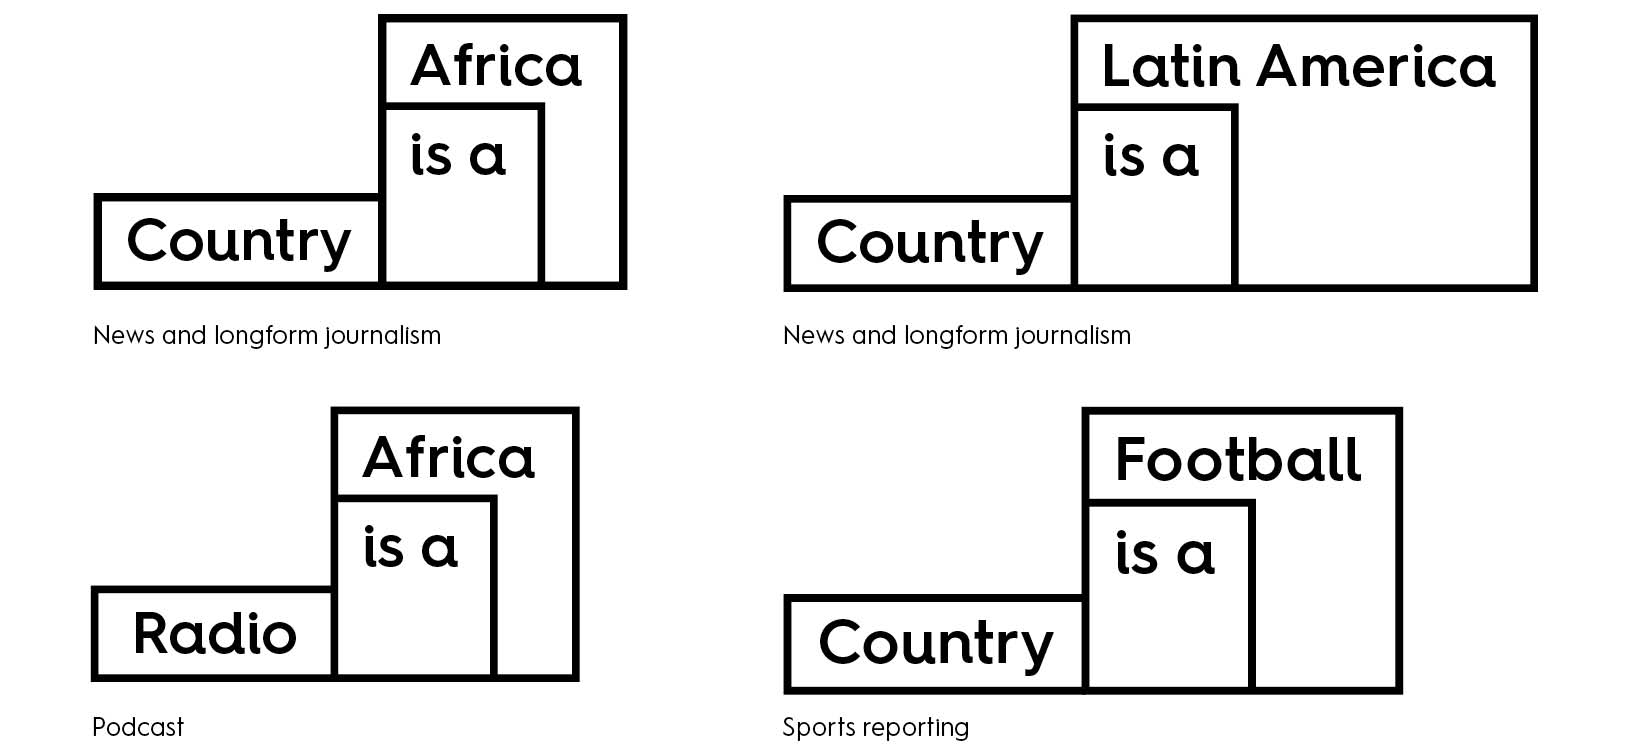 Africa
is a
Country
News and longform journalism
Latin America
is a
Country
News and longform journalism
Africa
is a
Radio
Podcast
Football
is a
Country
Sports reporting